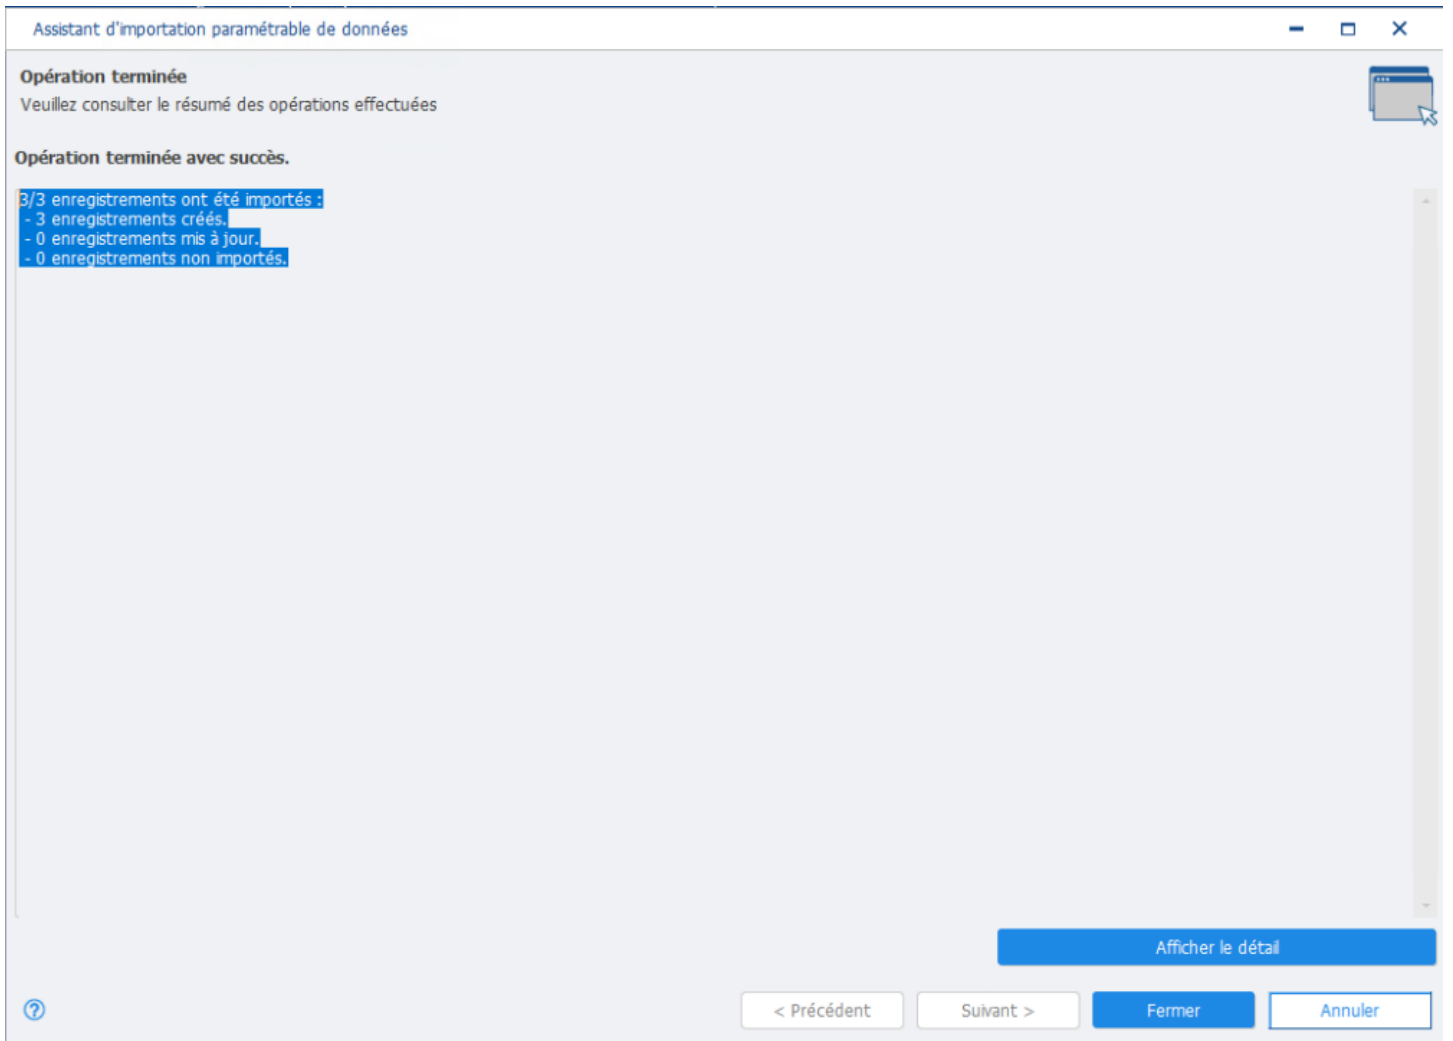 Assistant d'importation paramétrable de données
Opération terminée
Veuillez consulter le résumé des opérations effectuées
Opération terminée avec succès.
3/3 enregistrements ont été importés :
- 3 enregistrements créés.
- 0 enregistrements mis à jour.
- 0 enregistrements non importés.
Afficher le détail
?
< Précédent
Suivant >
Fermer
Annuler